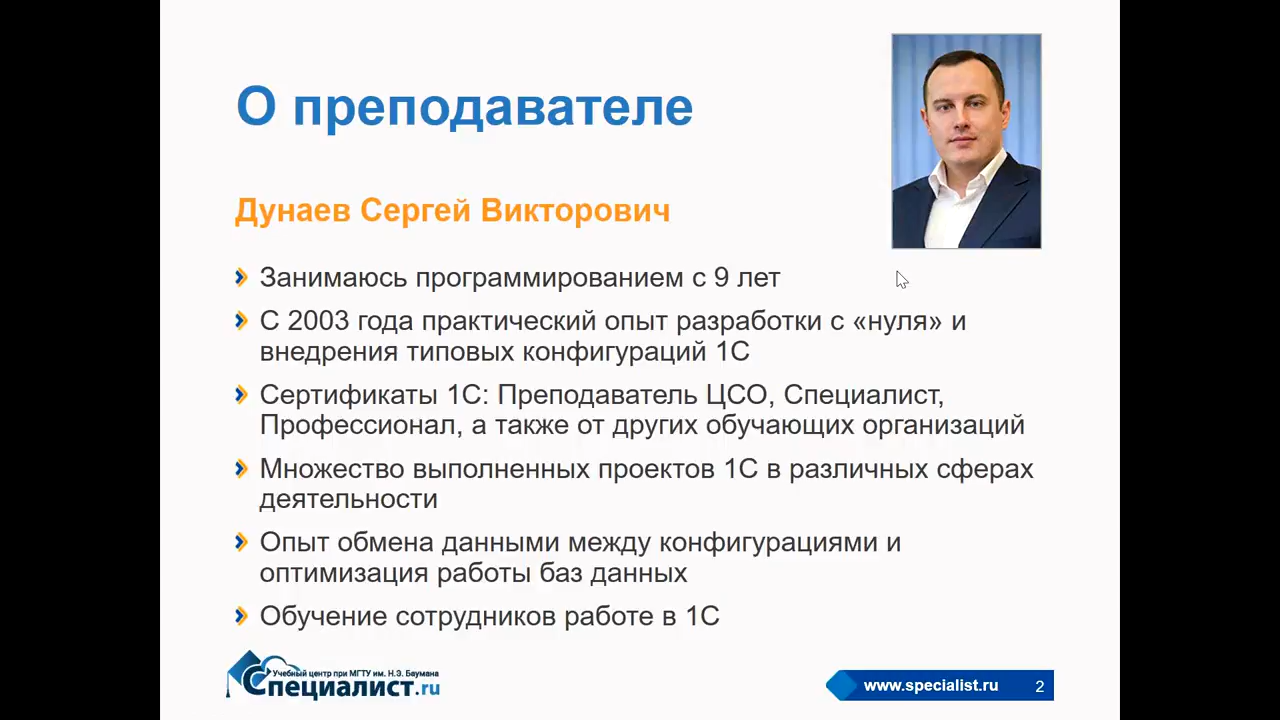 О преподавателе
Дунаев Сергей Викторович
Занимаюсь программированием с 9 лет
С 2003 года практический опыт разработки с «нуля» и
внедрения типовых конфигураций 1С
Сертификаты 1С: Преподаватель ЦСО, Специалист,
Профессионал, а также от других обучающих организаций
Множество выполненных проектов 1С в различных сферах
деятельности
Опыт обмена данными между конфигурациями и
оптимизация работы баз данных
Обучение сотрудников работе в 1С
Учебный центр при МГТУ им. Н.Э. Баумана
Специалист.ru
www.specialist.ru 2